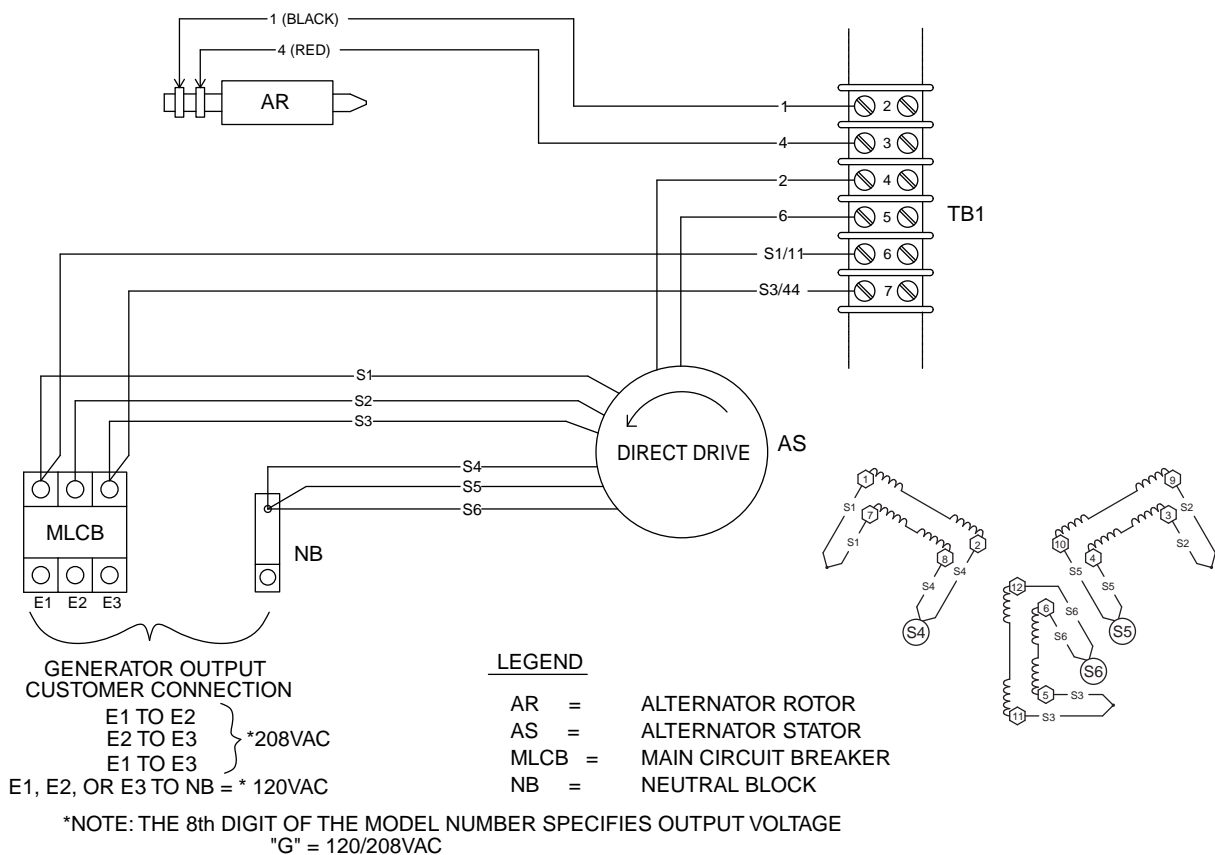 1 (BLACK)
4 (RED)
AR
1
2
4
3
2
4
6
5
TB1
S1/11
6
S3/44
7
S1
S2
S3
DIRECT DRIVE
AS
S4
S5
S6
MLCB
NB
E1 E2 E3
1
S1
7
S1
2
8
S4
S4
S4
9
S2
3
S2
10
4
S5
S5
S5
12
S6
6
S6
S6
5
S3
11
S3
GENERATOR OUTPUT
CUSTOMER CONNECTION
E1 TO E2
E2 TO E3
E1 TO E3
*208VAC
E1, E2, OR E3 TO NB = * 120VAC
LEGEND
AR = ALTERNATOR ROTOR
AS = ALTERNATOR STATOR
MLCB = MAIN CIRCUIT BREAKER
NB = NEUTRAL BLOCK
*NOTE: THE 8th DIGIT OF THE MODEL NUMBER SPECIFIES OUTPUT VOLTAGE
"G" = 120/208VAC